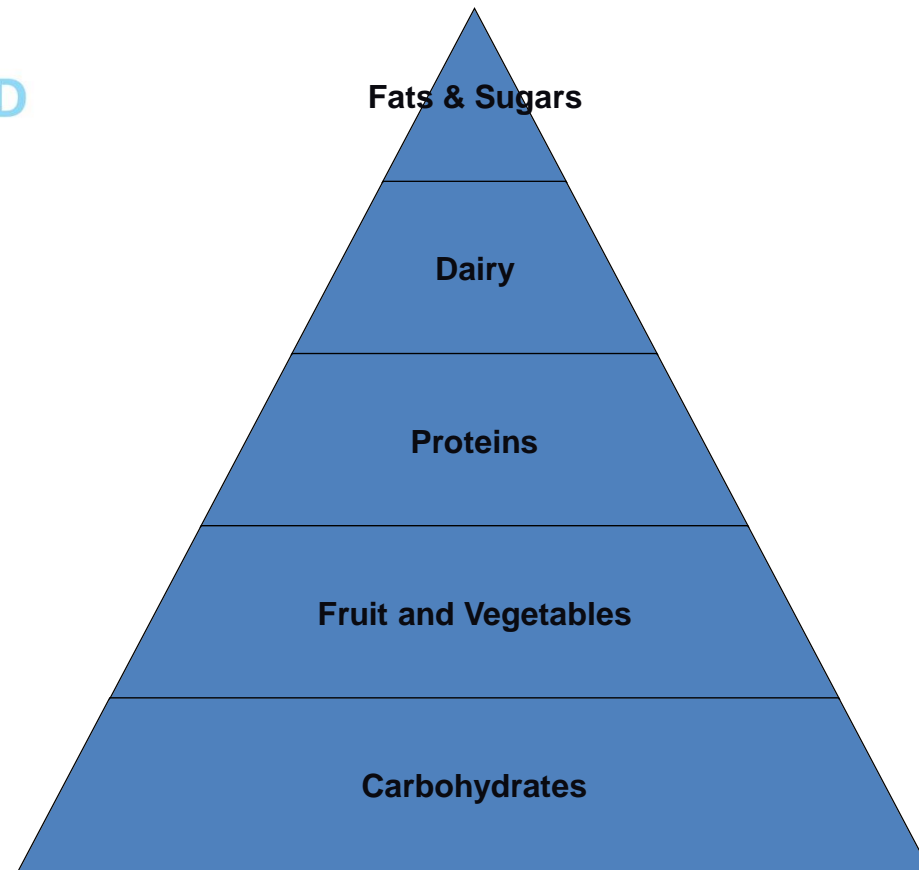 D
Fats & Sugars
Dairy
Proteins
Fruit and Vegetables
Carbohydrates